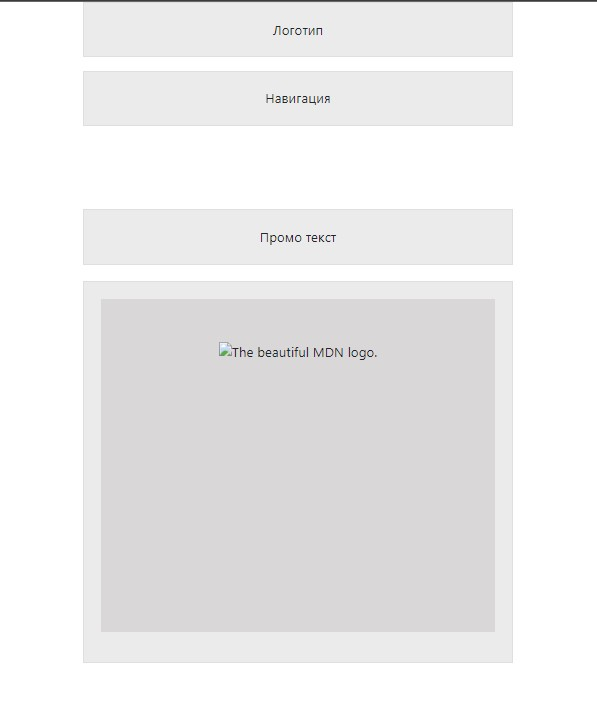 Логотип
Навигация
Промо текст
The beautiful MDN logo.